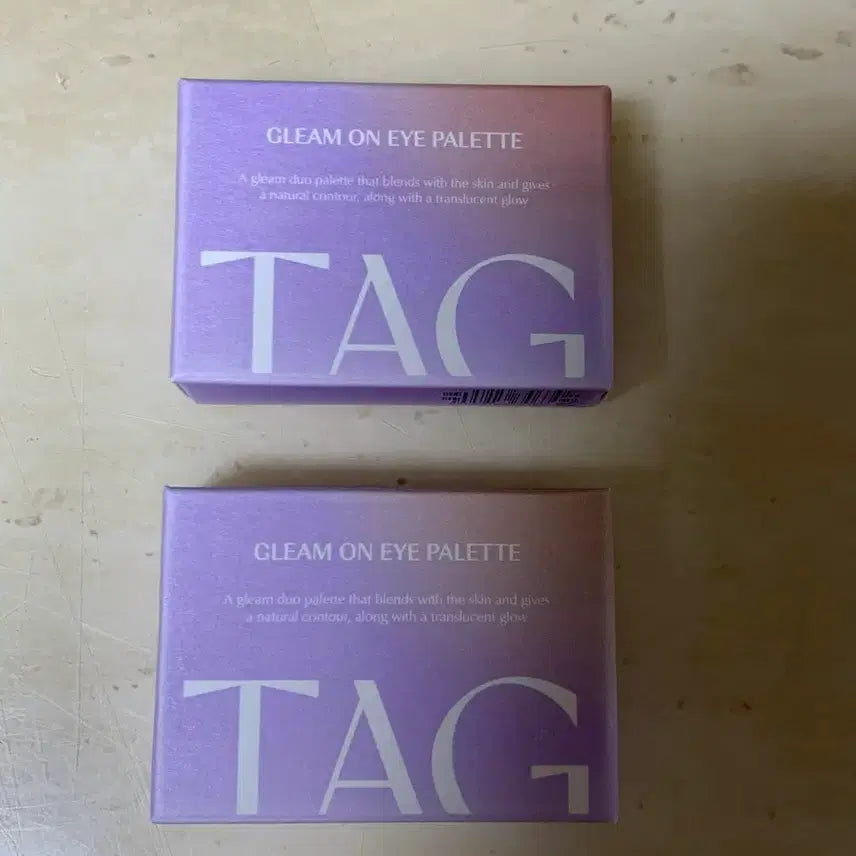 GLEAM ON EYE PALETTE
A gleam duo palette that blends with the skin and gives
a natural contour, along with a translucent glow
TAG
GLEAM ON EYE PALETTE
A gleam duo palette that blends with the skin and gives
a natural contour, along with a translucent glow
TAG